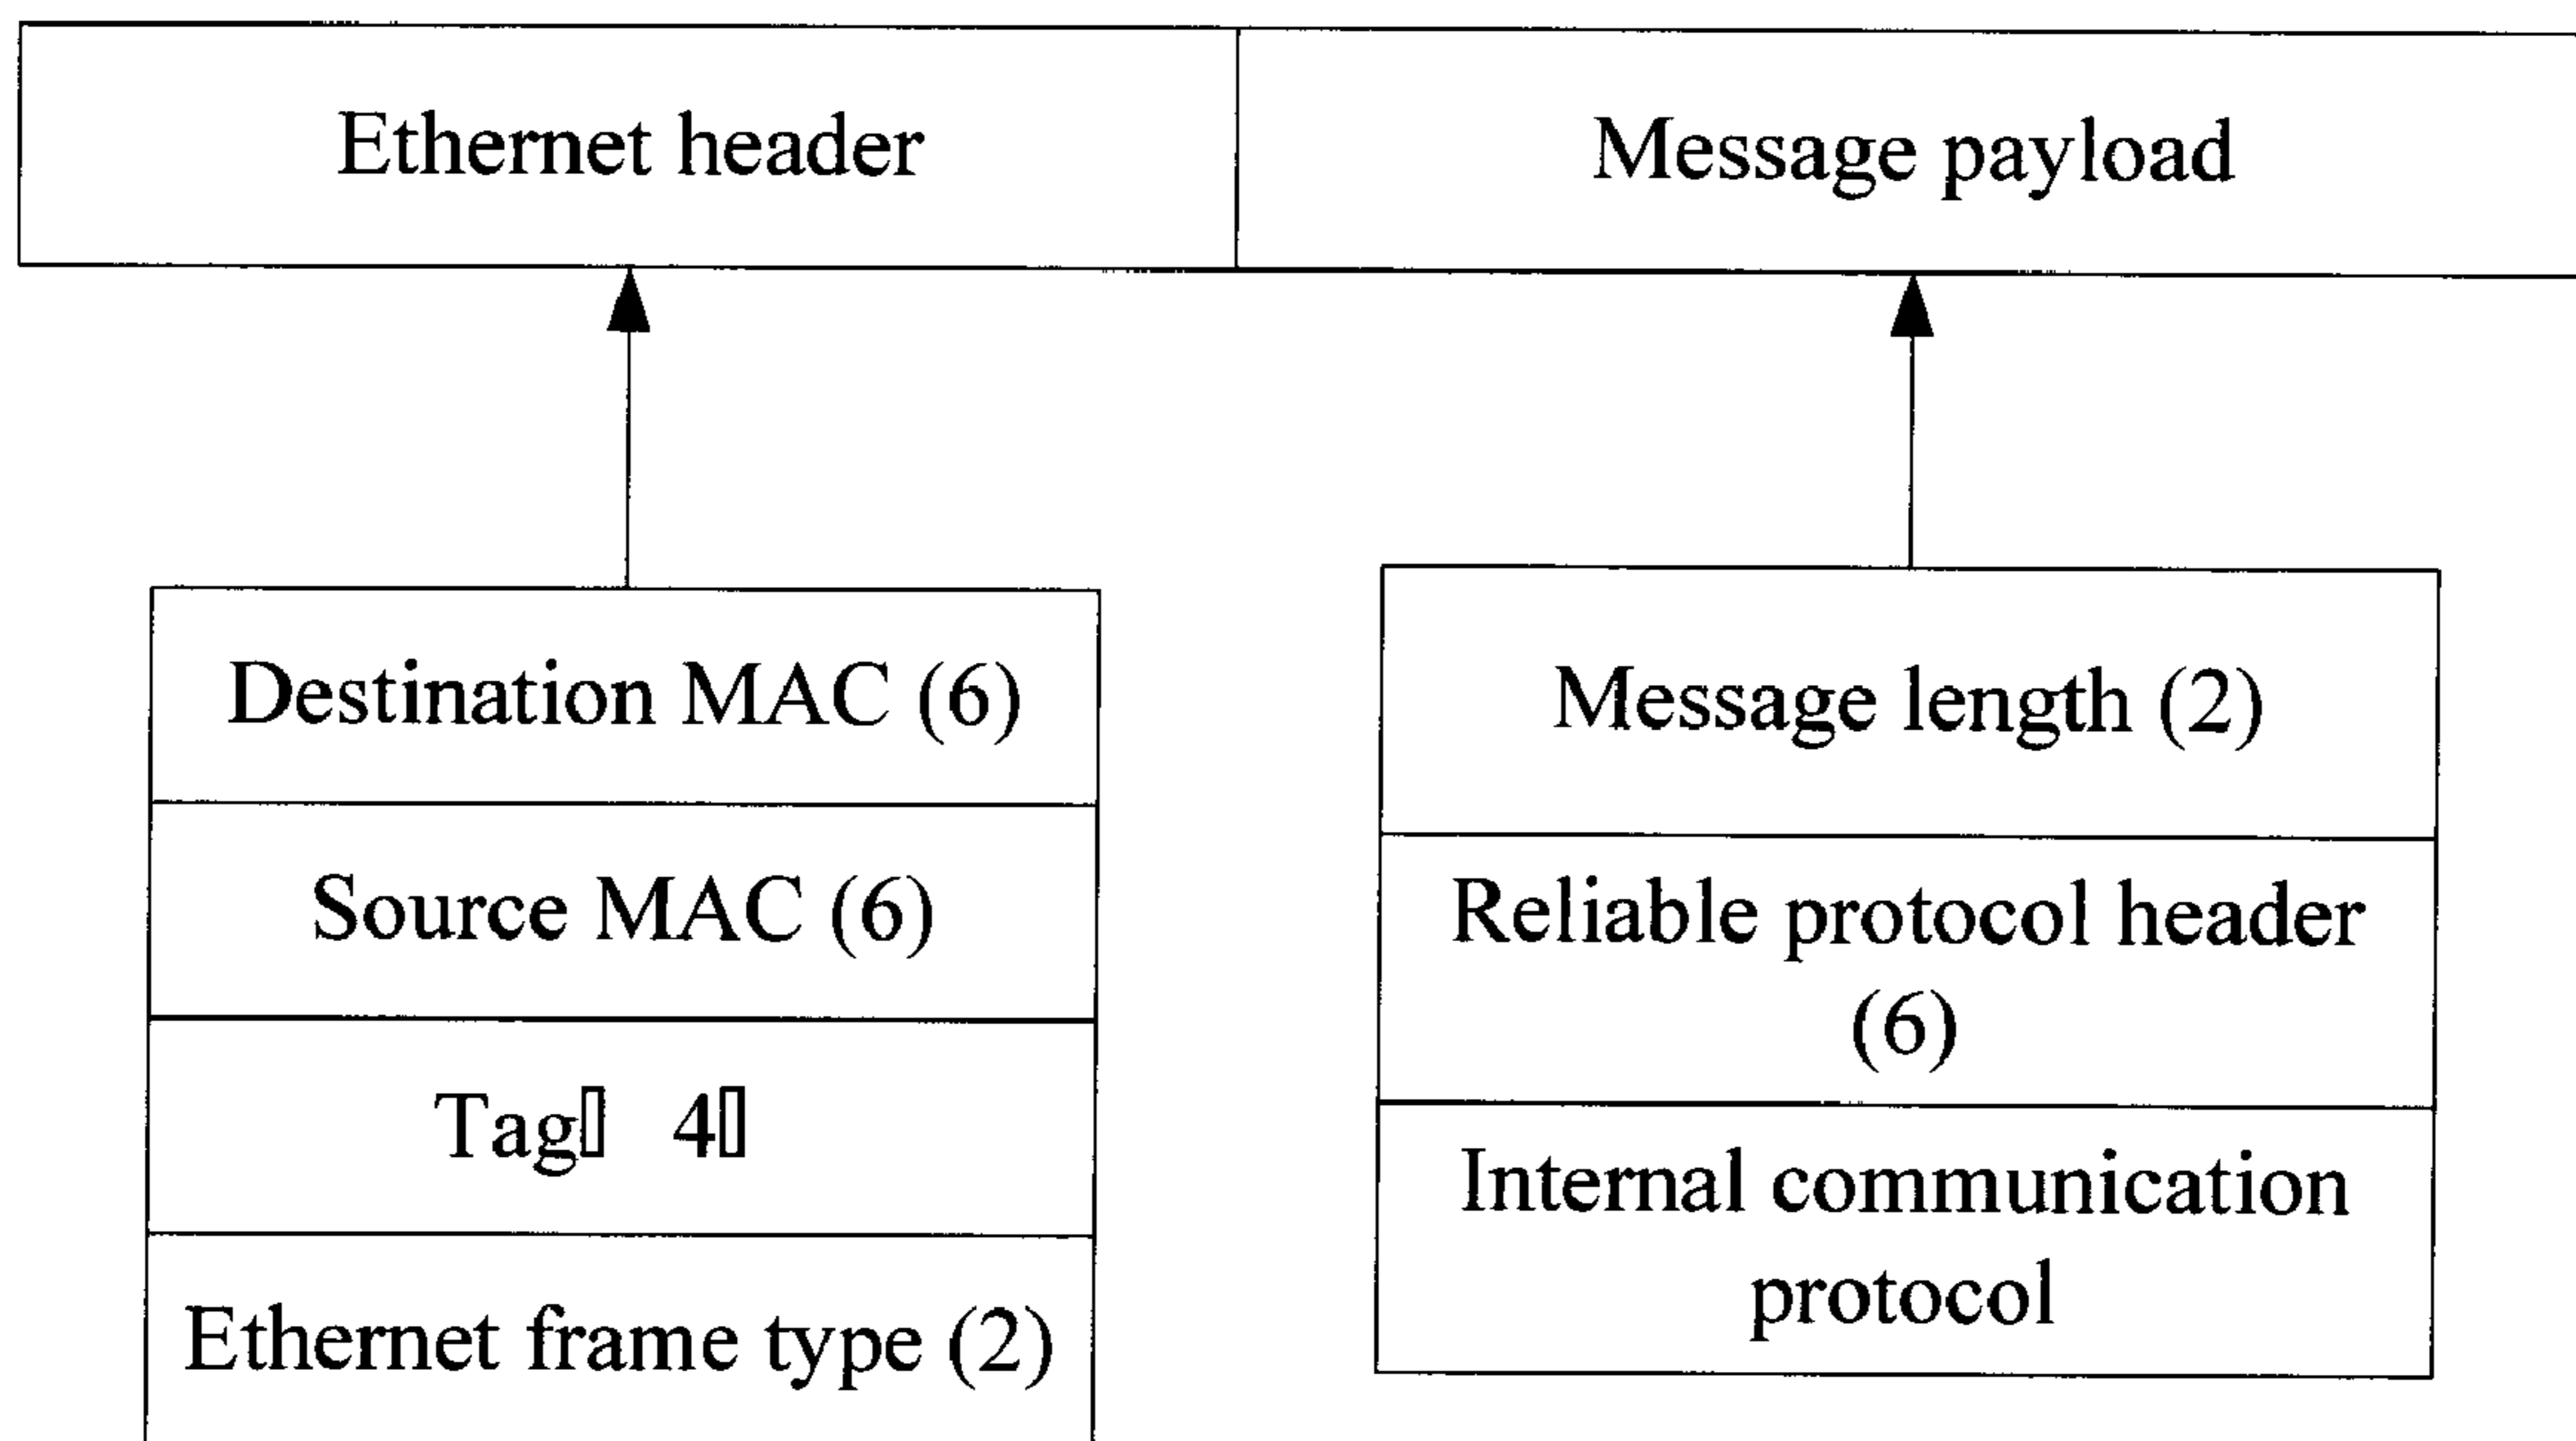 Ethernet header
Message payload
Destination MAC (6)
Source MAC (6)
Tag▯ 4▯
Ethernet frame type (2)
Message length (2)
Reliable protocol header
(6)
Internal communication
protocol